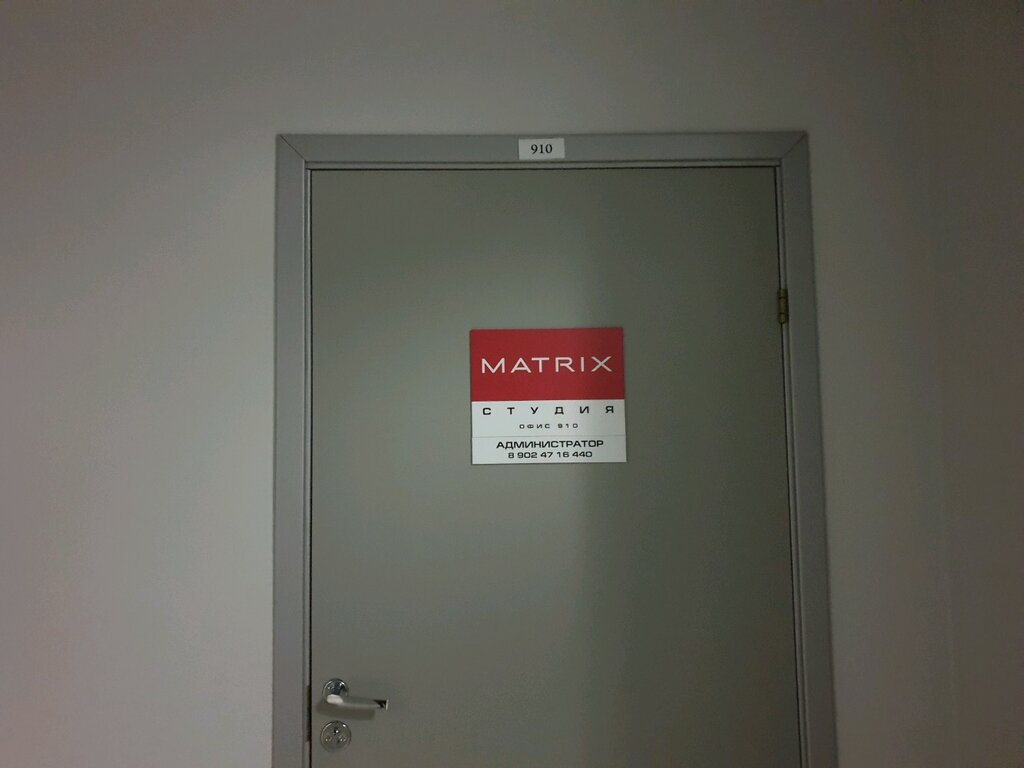 910
MATRIX
СТУДИЯ
ОФИС 910
АДМИНИСТРАТОР
8 902 47 16 440